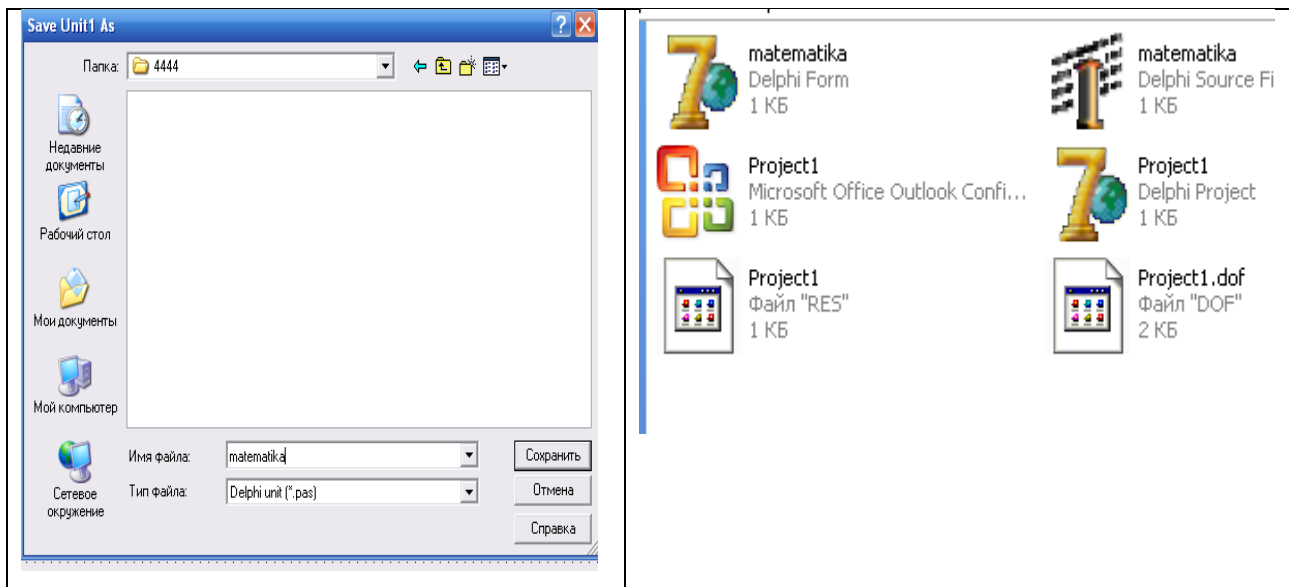 Save Unit1 As
Папка:
4444
Недавние
документы
Рабочий стол
Мои документы
Мой компьютер
Сетевое
окружение
Имя файла:
matematika
Сохранить
Тип файла:
Delphi unit (*.pas)
Отмена
Справка
matematika
Delphi Form
1 КБ
matematika
Delphi Source Fi
1 КБ
Project1
Microsoft Office Outlook Confi...
1 КБ
Project1
Delphi Project
1 КБ
Project1
Файл "RES"
1 КБ
Project1.dof
Файл "DOF"
2 КБ